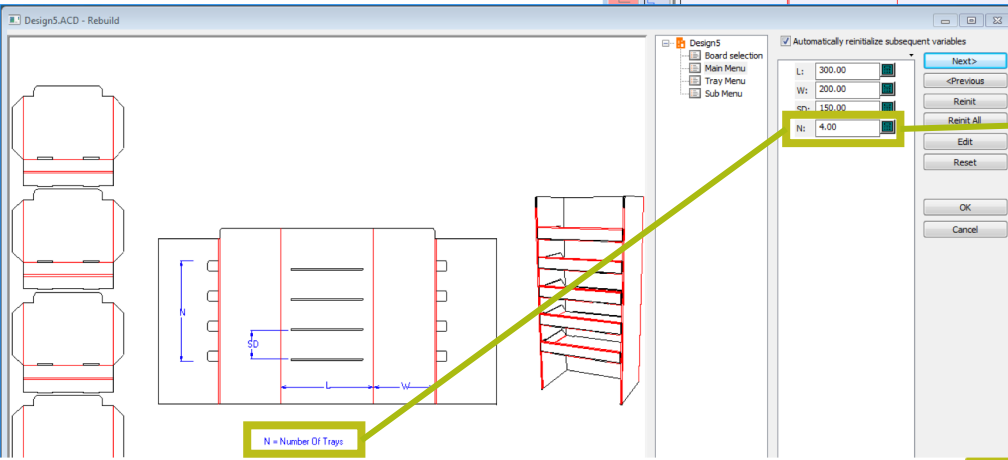 Design5.ACD - Rebuild
Design5
Board selection
Main Menu
Tray Menu
Sub Menu
Automatically reinitialize subsequent variables
L: 300.00
W: 200.00
SD: 150.00
N: 4.00
Next>
<Previous
Reinit
Reinit All
Edit
Reset
OK
Cancel
N
SD
L
W
N = Number Of Trays